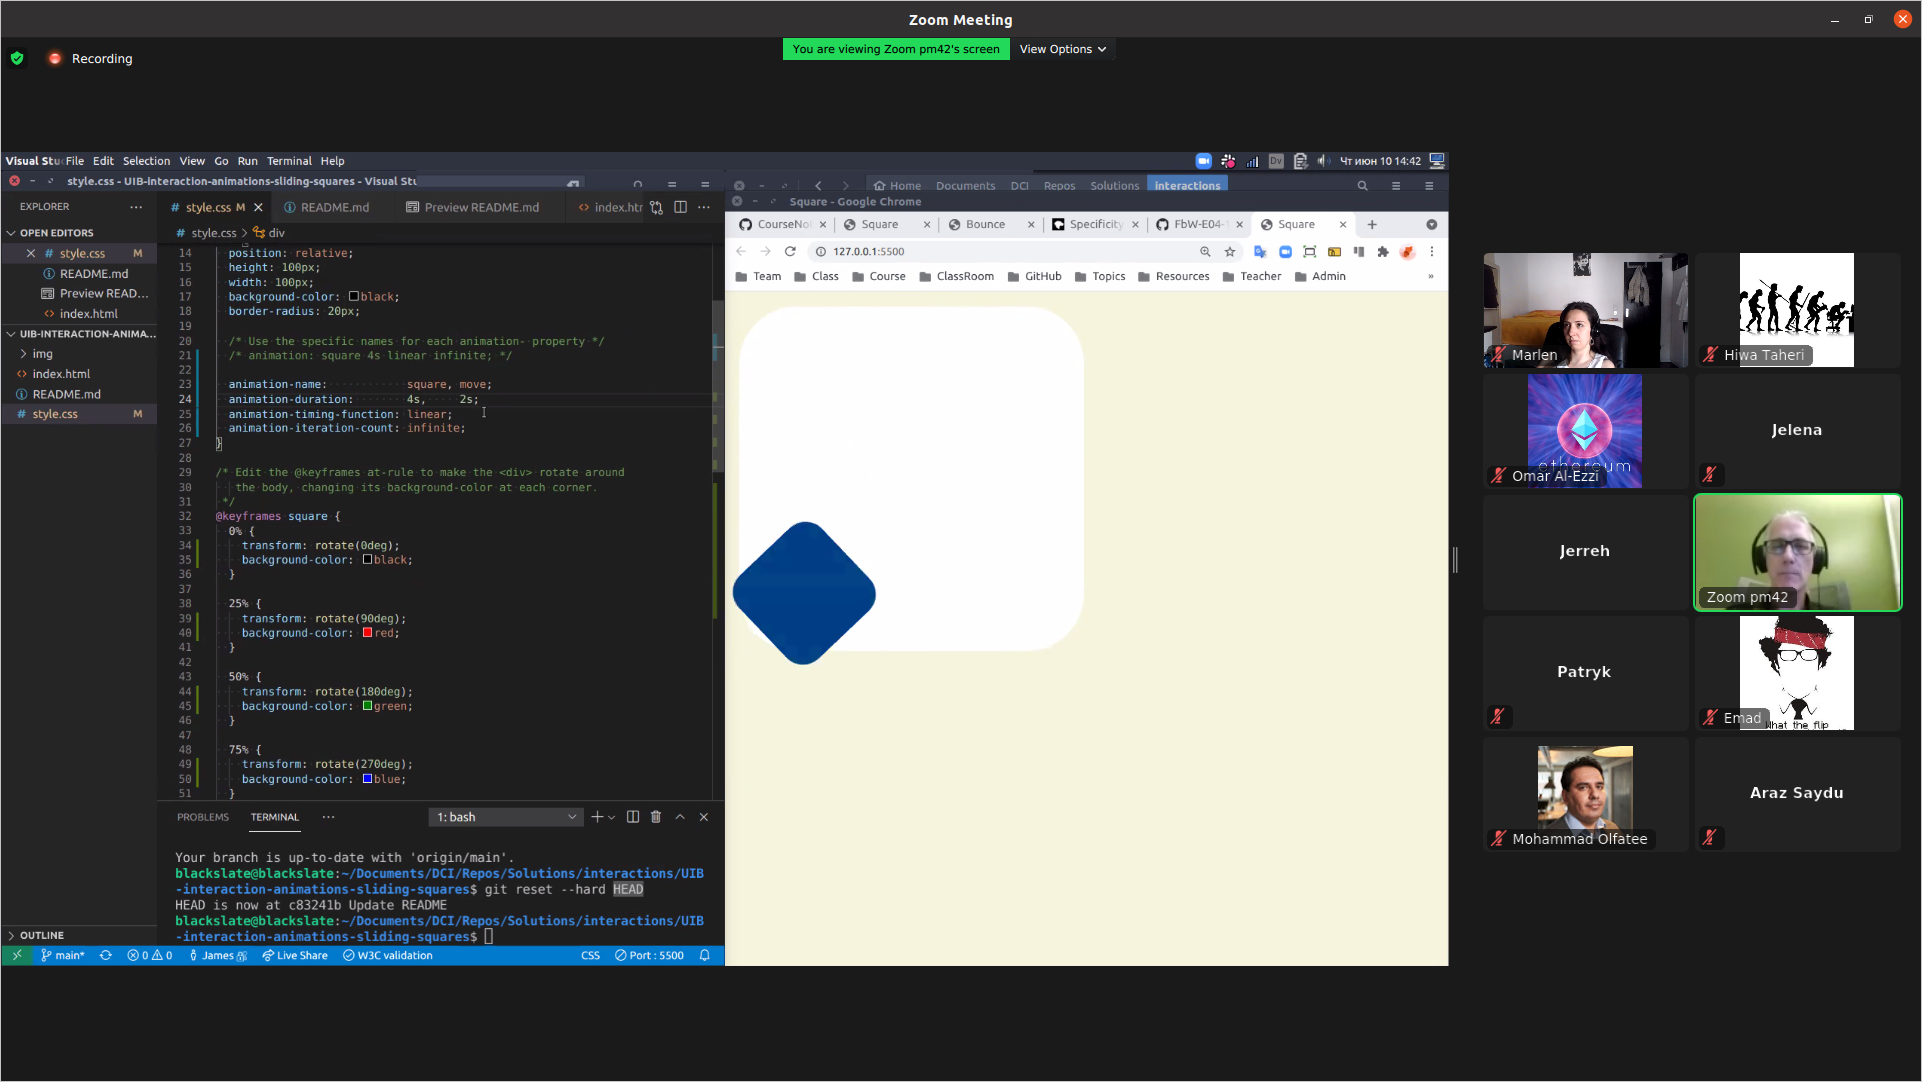 Zoom Meeting
Recording
You are viewing Zoom pm42's screen
View Options
Visual Stu File Edit Selection View Go Run Terminal Help
Dv
Чт июн 10 14:42
style.css - UIB-interaction-animations-sliding-squares - Visual Stu
EXPLORER
OPEN EDITORS
# style.css M
README.md
Preview READ...
<> index.html
UIB-INTERACTION-ANIMA...
img
<> index.html
README.md
# style.css M
OUTLINE
# style.css M
README.md
Preview README.md
<> index.htr
# style.css > div
14 position: relative;
15 height: 100px;
16 width: 100px;
17 background-color: black;
18 border-radius: 20px;
19
20 /* Use the specific names for each animation- property */
21 /* animation: square 4s linear infinite; */
22
23 animation-name: square, move;
24 animation-duration: 4s, 2s;
25 animation-timing-function: linear;
26 animation-iteration-count: infinite;
27 }
28
29 /* Edit the @keyframes at-rule to make the <div> rotate around
30 the body, changing its background-color at each corner.
31 */
32 @keyframes square {
33 0% {
34 transform: rotate(0deg);
35 background-color: black;
36 }
37
38 25% {
39 transform: rotate(90deg);
40 background-color: red;
41 }
42
43 50% {
44 transform: rotate(180deg);
45 background-color: green;
46 }
47
48 75% {
49 transform: rotate(270deg);
50 background-color: blue;
51 }
PROBLEMS TERMINAL ...
1: bash
Your branch is up-to-date with 'origin/main'.
blackslate@blackslate:~/Documents/DCI/Repos/Solutions/interactions/UIB
-interaction-animations-sliding-squares$ git reset --hard HEAD
HEAD is now at c83241b Update README
blackslate@blackslate:~/Documents/DCI/Repos/Solutions/interactions/UIB
-interaction-animations-sliding-squares$
main* 0 0 James Live Share W3C validation CSS Port : 5500
Home Documents DCI Repos Solutions interactions
Square - Google Chrome
CourseNot
Square
Bounce
Specificity
FbW-E04-1
Square
127.0.0.1:5500
Team Class Course ClassRoom GitHub Topics Resources Teacher Admin »
Marlen
Hiwa Taheri
ethereum
Omar Al-Ezzi
Jelena
Jerreh
Zoom pm42
Patryk
What the flip
Emad
Mohammad Olfatee
Araz Saydu